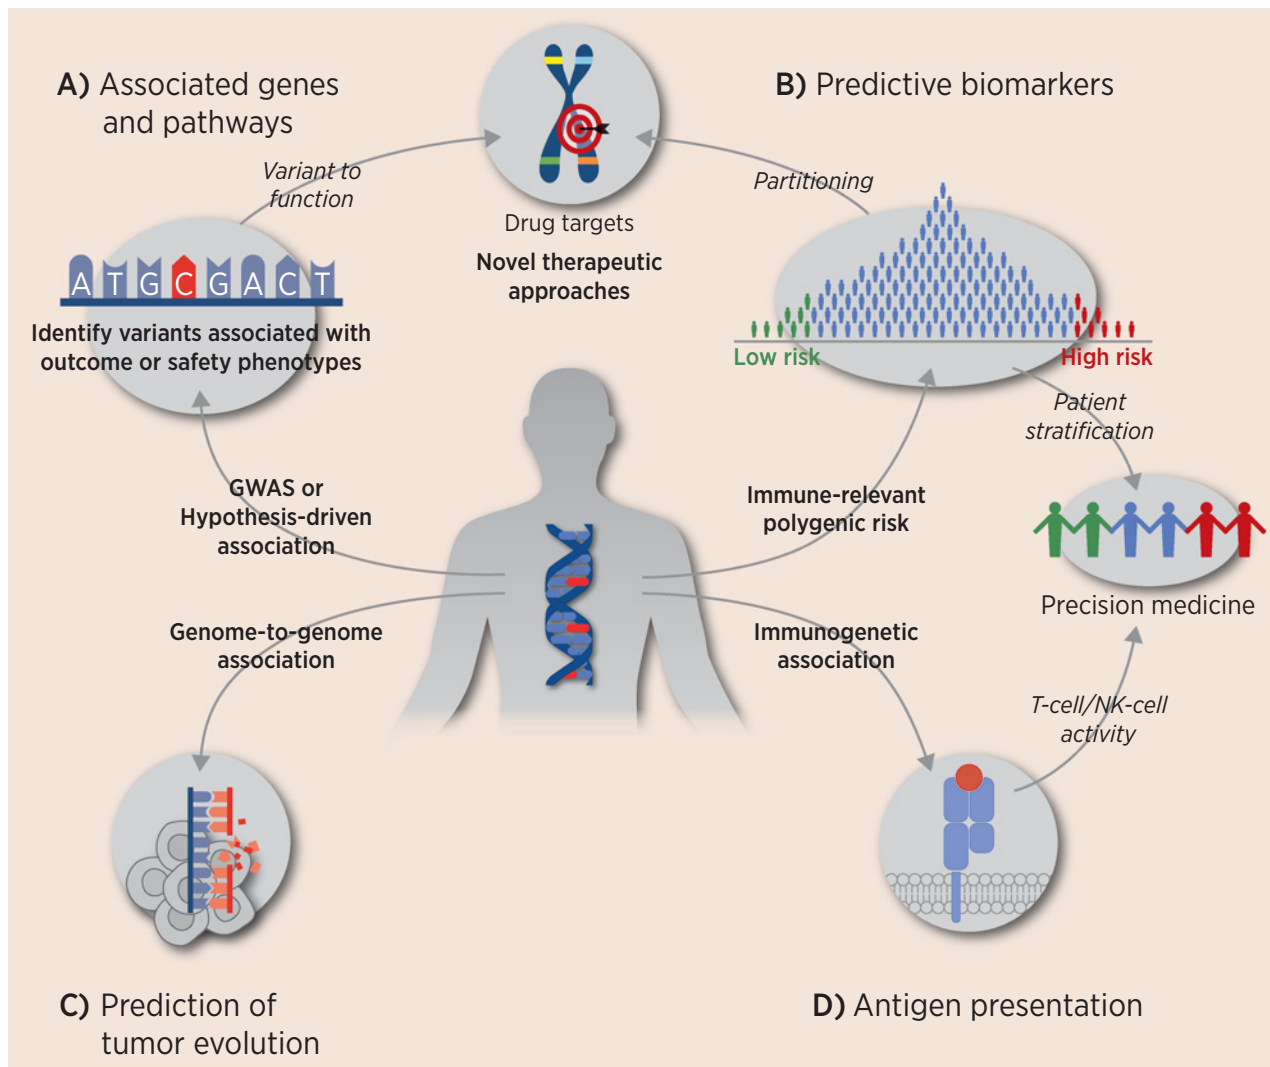 A) Associated genes
and pathways
Variant to
function
Drug targets
Novel therapeutic
approaches
B) Predictive biomarkers
Partitioning
A T G C G A C T
Identify variants associated with
outcome or safety phenotypes
Low risk
High risk
Patient
stratification
GWAS or
Hypothesis-driven
association
Immune-relevant
polygenic risk
Precision medicine
Genome-to-genome
association
Immunogenetic
association
T-cell/NK-cell
activity
C) Prediction of
tumor evolution
D) Antigen presentation